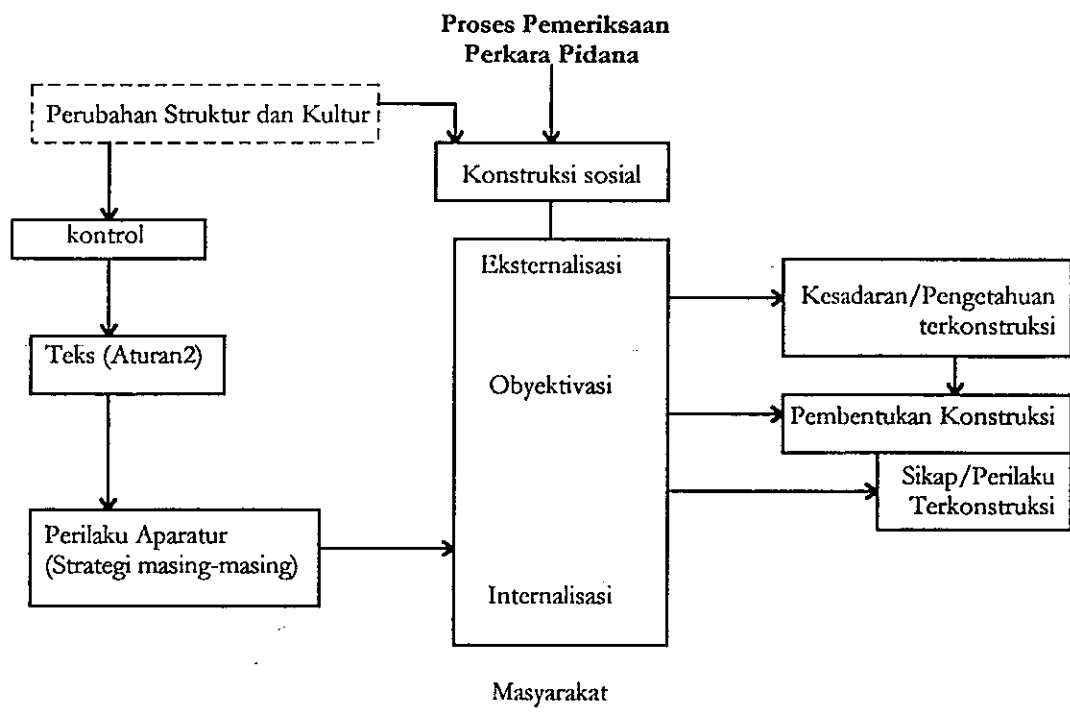 Proses Pemeriksaan
Perkara Pidana
Perubahan Struktur dan Kultur
Konstruksi sosial
kontrol
Eksternalisasi
Kesadaran/Pengetahuan
terkonstruksi
Teks (Aturan2)
Obyektivasi
Pembentukan Konstruksi
Sikap/Perilaku
Terkonstruksi
Perilaku Aparatur
(Strategi masing-masing)
Internalisasi
Masyarakat